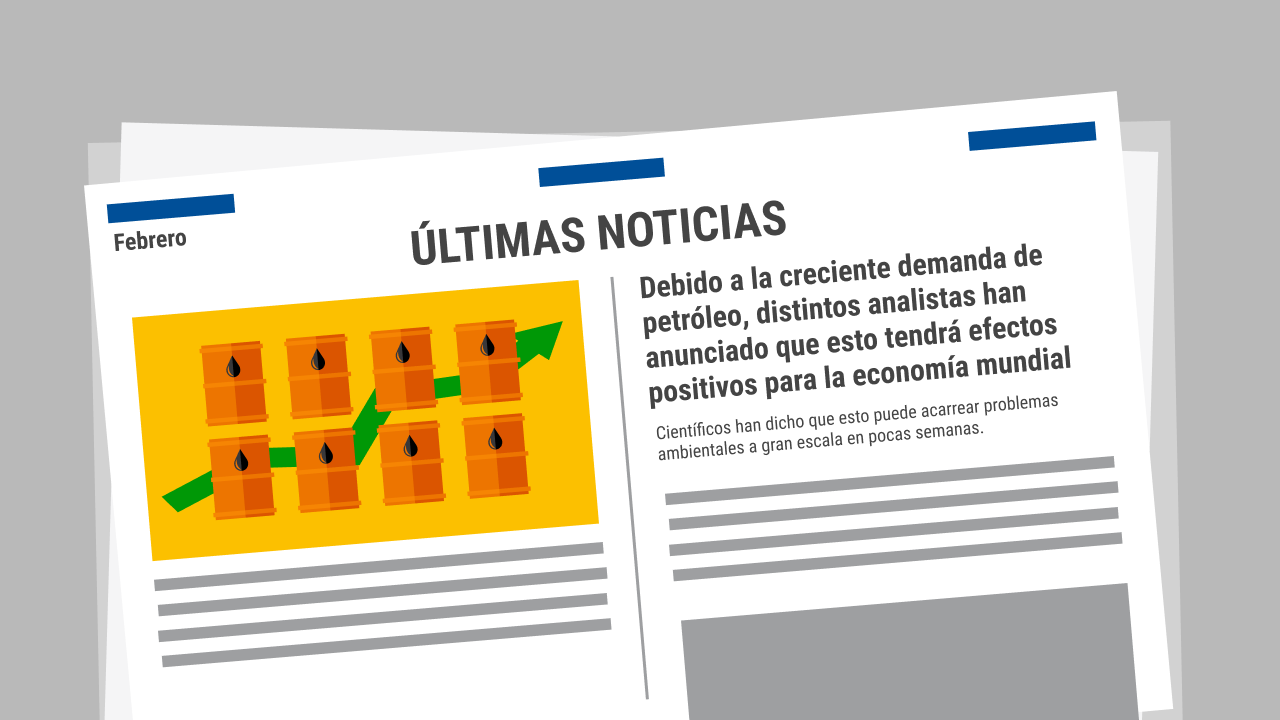 Febrero
ÚLTIMAS NOTICIAS
Debido a la creciente demanda de
petróleo, distintos analistas han
anunciado que esto tendrá efectos
positivos para la economía mundial
Científicos han dicho que esto puede acarrear problemas
ambientales a gran escala en pocas semanas.